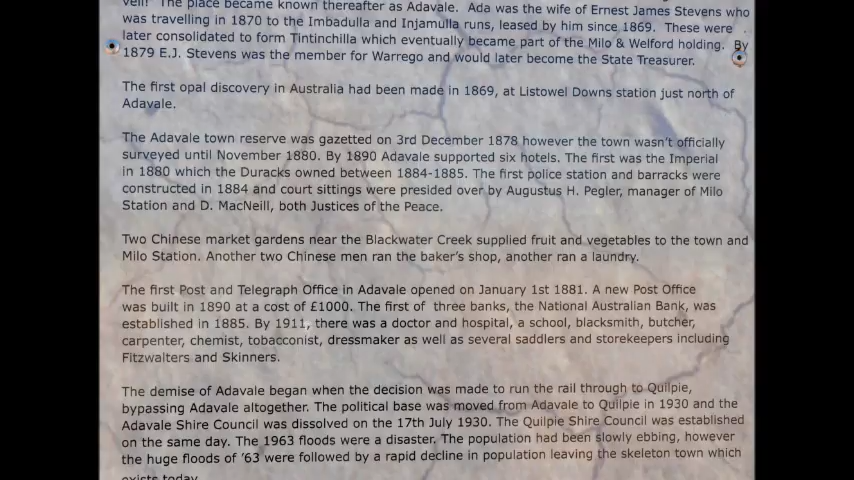 veil! The place became known thereafter as Adavale. Ada was the wife of Ernest James Stevens who
was travelling in 1870 to the Imbadulla and Injamulla runs, leased by him since 1869. These were
later consolidated to form Tintinchilla which eventually became part of the Milo & Welford holding. By
1879 E.J. Stevens was the member for Warrego and would later become the State Treasurer.
The first opal discovery in Australia had been made in 1869, at Listowel Downs station just north of
Adavale.
The Adavale town reserve was gazetted on 3rd December 1878 however the town wasn't officially
surveyed until November 1880. By 1890 Adavale supported six hotels. The first was the Imperial
in 1880 which the Duracks owned between 1884-1885. The first police station and barracks were
constructed in 1884 and court sittings were presided over by Augustus H. Pegler, manager of Milo
Station and D. MacNeill, both Justices of the Peace.
Two Chinese market gardens near the Blackwater Creek supplied fruit and vegetables to the town and
Milo Station. Another two Chinese men ran the baker's shop, another ran a laundry.
The first Post and Telegraph Office in Adavale opened on January 1st 1881. A new Post Office
was built in 1890 at a cost of £1000. The first of three banks, the National Australian Bank, was
established in 1885. By 1911, there was a doctor and hospital, a school, blacksmith, butcher,
carpenter, chemist, tobacconist, dressmaker as well as several saddlers and storekeepers including
Fitzwalters and Skinners.
The demise of Adavale began when the decision was made to run the rail through to Quilpie,
bypassing Adavale altogether. The political base was moved from Adavale to Quilpie in 1930 and the
Adavale Shire Council was dissolved on the 17th July 1930. The Quilpie Shire Council was established
on the same day. The 1963 floods were a disaster. The population had been slowly ebbing, however
the huge floods of '63 were followed by a rapid decline in population leaving the skeleton town which
exists today